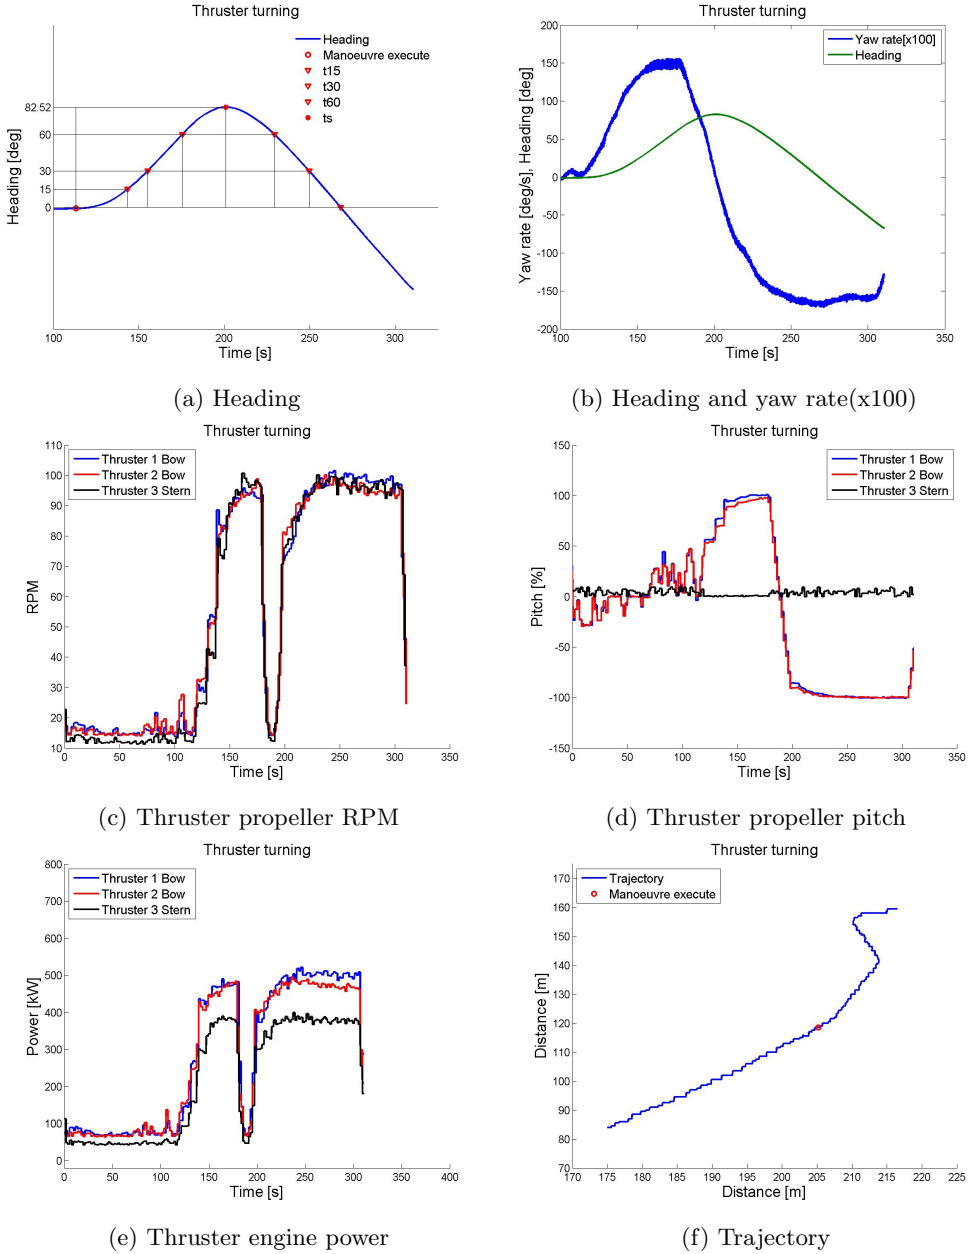 Thruster turning
Heading [deg]
82.52
60
30
15
0
100 150 200 250 300
Time [s]
Heading
Manoeuvre execute
t15
t30
t60
ts
(a) Heading
Thruster turning
Yaw rate [deg/s], Heading [deg]
200
150
100
50
0
-50
-100
-150
-200
100 150 200 250 300 350
Time [s]
Yaw rate[x100]
Heading
(b) Heading and yaw rate(x100)
Thruster turning
RPM
110
100
90
80
70
60
50
40
30
20
10
0 50 100 150 200 250 300 350
Time [s]
Thruster 1 Bow
Thruster 2 Bow
Thruster 3 Stern
(c) Thruster propeller RPM
Thruster turning
Pitch [%]
150
100
50
0
-50
-100
-150
0 50 100 150 200 250 300 350
Time [s]
Thruster 1 Bow
Thruster 2 Bow
Thruster 3 Stern
(d) Thruster propeller pitch
Thruster turning
Power [kW]
800
700
600
500
400
300
200
100
0
0 50 100 150 200 250 300 350 400
Time [s]
Thruster 1 Bow
Thruster 2 Bow
Thruster 3 Stern
(e) Thruster engine power
Thruster turning
Distance [m]
170
160
150
140
130
120
110
100
90
80
70
170 175 180 185 190 195 200 205 210 215 220 225
Distance [m]
Trajectory
Manoeuvre execute
(f) Trajectory